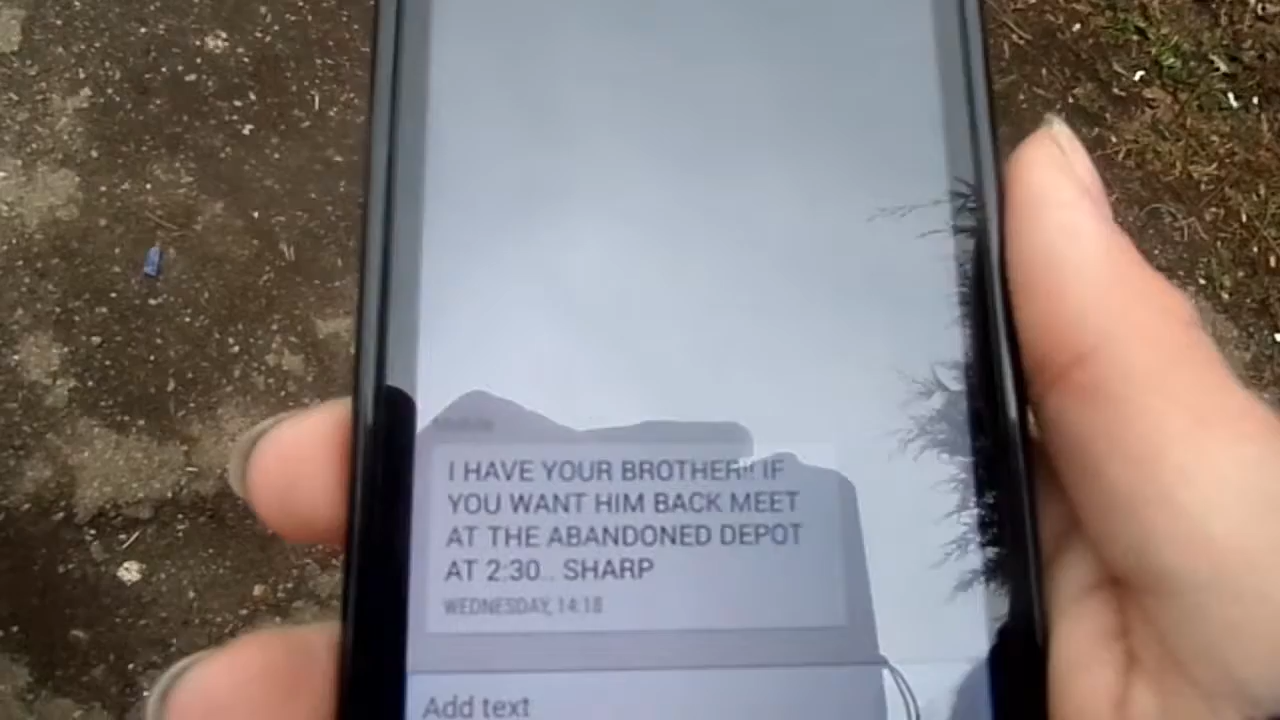 I HAVE YOUR BROTHER!! IF
YOU WANT HIM BACK MEET
AT THE ABANDONED DEPOT
AT 2:30.. SHARP
WEDNESDAY, 14:18
Add text